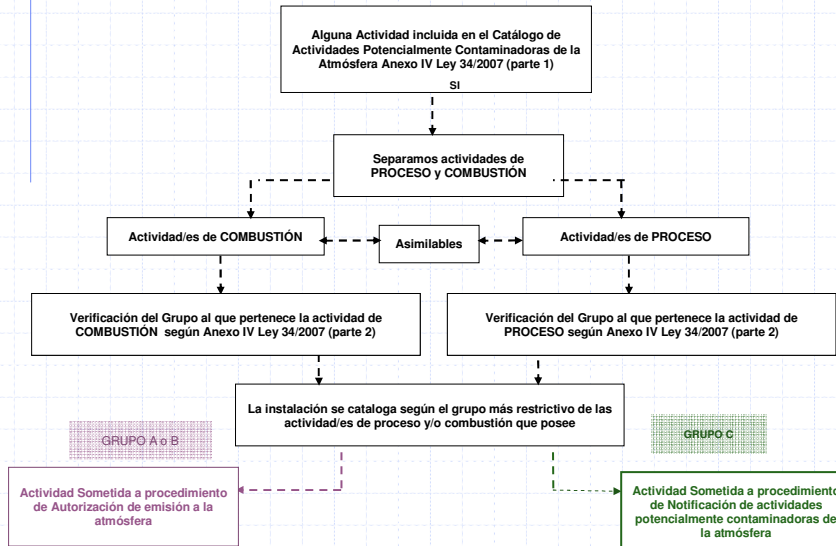 Alguna Actividad incluida en el Catálogo de
Actividades Potencialmente Contaminadoras de la
Atmósfera Anexo IV Ley 34/2007 (parte 1)
SI
Separamos actividades de
PROCESO y COMBUSTIÓN
Actividad/es de COMBUSTIÓN
Asimilables
Actividad/es de PROCESO
Verificación del Grupo al que pertenece la actividad de
COMBUSTIÓN según Anexo IV Ley 34/2007 (parte 2)
Verificación del Grupo al que pertenece la actividad de
PROCESO según Anexo IV Ley 34/2007 (parte 2)
La instalación se cataloga según el grupo más restrictivo de las
actividad/es de proceso y/o combustión que posee
GRUPO A o B
GRUPO C
Actividad Sometida a procedimiento
de Autorización de emisión a la
atmósfera
Actividad Sometida a procedimiento
de Notificación de actividades
potencialmente contaminadoras de
la atmósfera